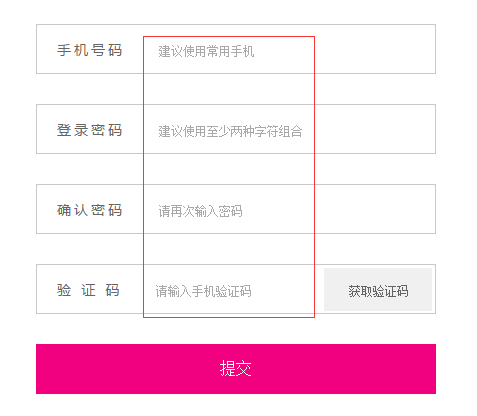 手机号码 建议使用常用手机
登录密码 建议使用至少两种字符组合
确认密码 请再次输入密码
验 证 码 请输入手机验证码 获取验证码
提交